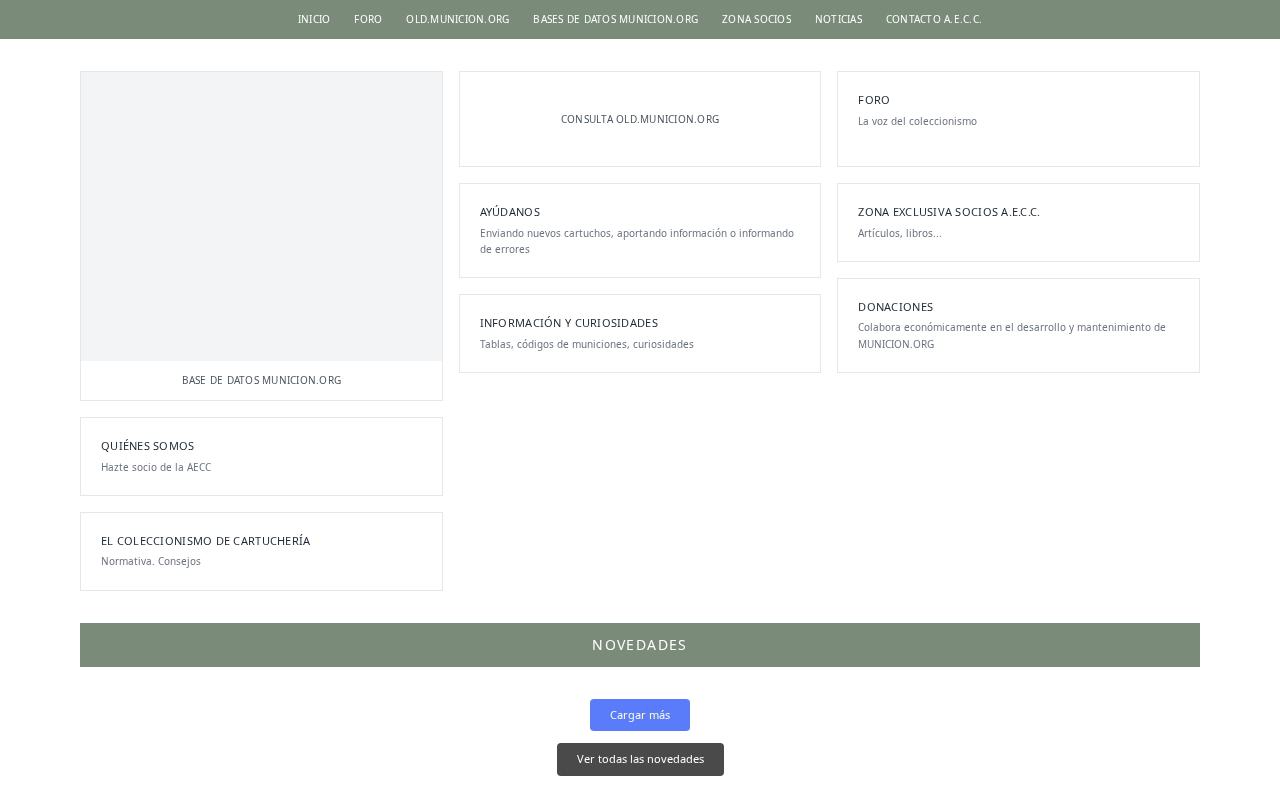 INICIO FORO OLD.MUNICION.ORG BASES DE DATOS MUNICION.ORG ZONA SOCIOS NOTICIAS CONTACTO A.E.C.C.
BASE DE DATOS MUNICION.ORG
QUIÉNES SOMOS
Hazte socio de la AECC
EL COLECCIONISMO DE CARTUCHERÍA
Normativa. Consejos
CONSULTA OLD.MUNICION.ORG
AYÚDANOS
Enviando nuevos cartuchos, aportando información o informando
de errores
INFORMACIÓN Y CURIOSIDADES
Tablas, códigos de municiones, curiosidades
FORO
La voz del coleccionismo
ZONA EXCLUSIVA SOCIOS A.E.C.C.
Artículos, libros...
DONACIONES
Colabora económicamente en el desarrollo y mantenimiento de
MUNICION.ORG
NOVEDADES
Cargar más
Ver todas las novedades